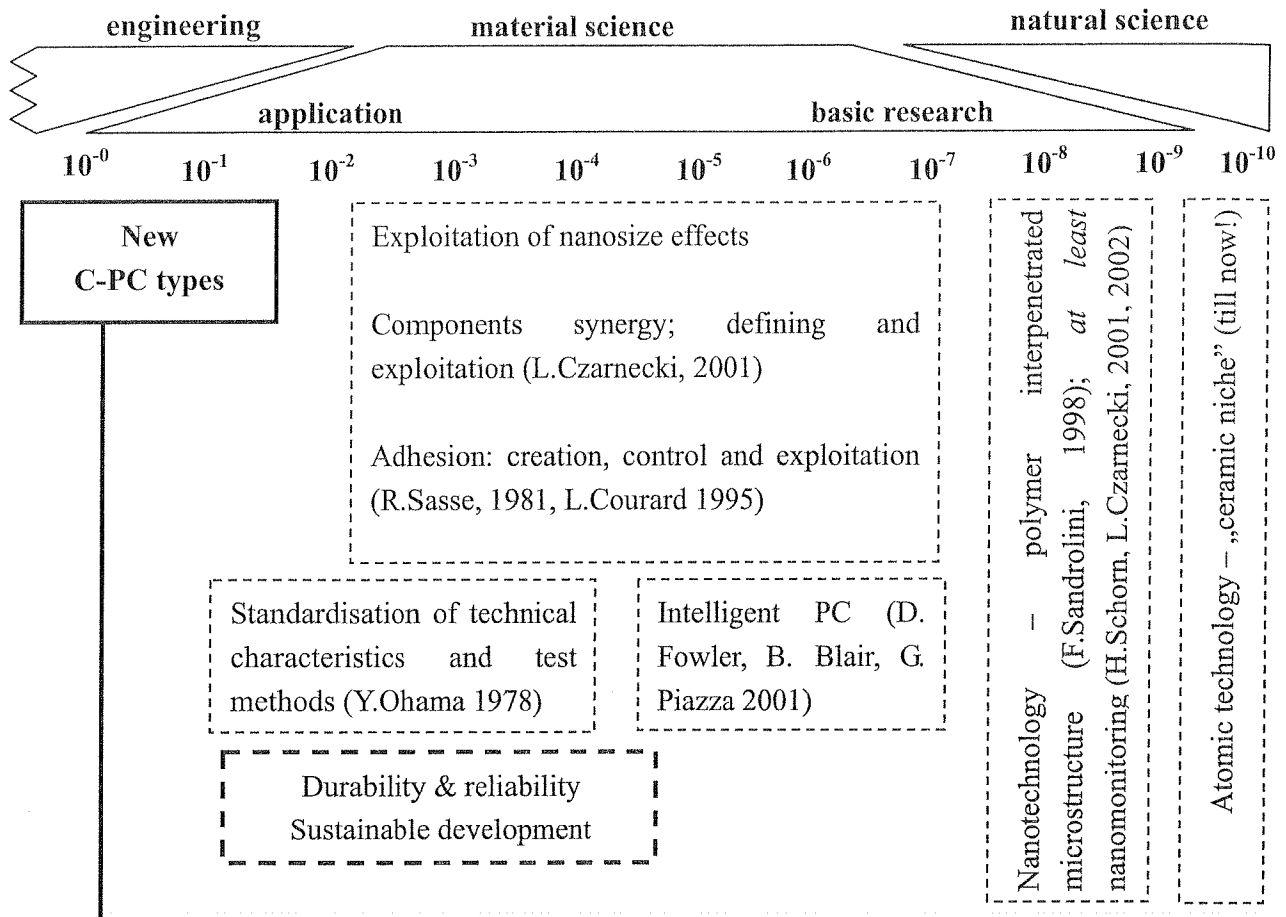 engineering
material science
natural science
application
basic research
10-0
10-1
10-2
10-3
10-4
10-5
10-6
10-7
10-8
10-9
10-10
New
C-PC types
Exploitation of nanosize effects
Components synergy; defining and
exploitation (L.Czarnecki, 2001)
Adhesion: creation, control and exploitation
(R.Sasse, 1981, L.Courard 1995)
Standardisation of technical
characteristics and test
methods (Y.Ohama 1978)
Intelligent PC (D.
Fowler, B. Blair, G.
Piazza 2001)
Durability & reliability
Sustainable development
Nanotechnology – polymer interpenetrated
microstructure (F.Sandrolini, 1998); at least
nanomonitoring (H.Schorn, L.Czarnecki, 2001, 2002)
Atomic technology – „ceramic niche” (till now!)